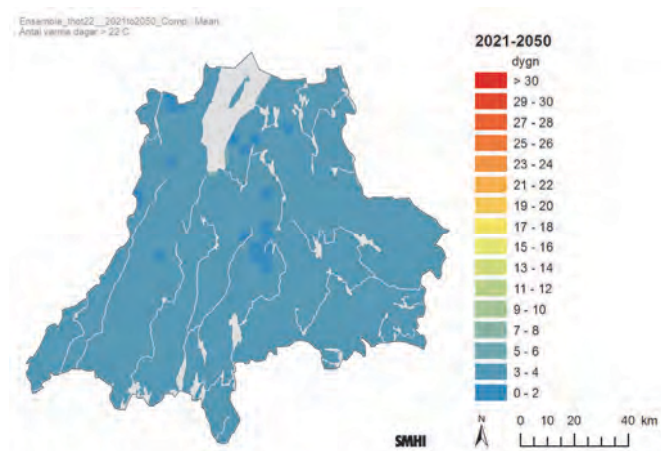 Ensemble_thot22__2021to2050_Comp. Mean
Antal varma dagar > 22 C
2021-2050
dygn
> 30
29 - 30
27 - 28
25 - 26
23 - 24
21 - 22
19 - 20
17 - 18
15 - 16
13 - 14
11 - 12
9 - 10
7 - 8
5 - 6
3 - 4
0 - 2
N
0 10 20 40 km
SMHI